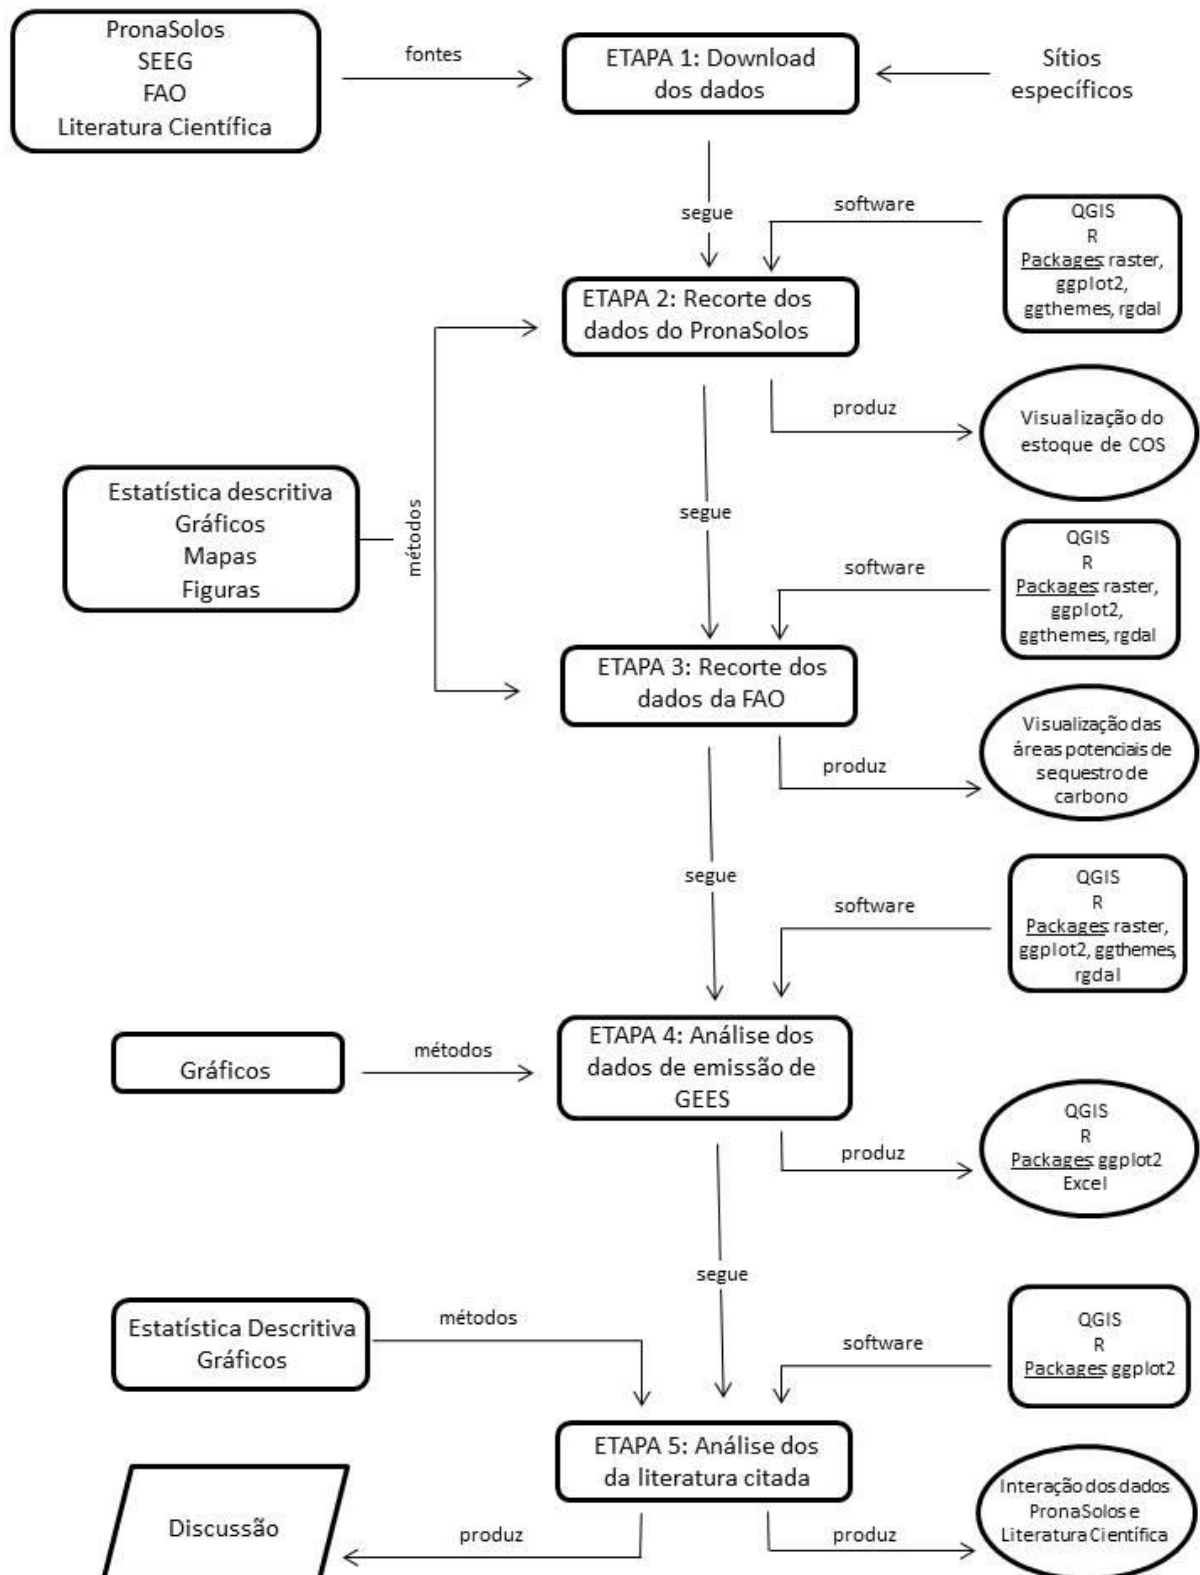 PronaSolos
SEEG
FAO
Literatura Científica
fontes
ETAPA 1: Download
dos dados
Sítios
específicos
segue
software
QGIS
R
Packages: raster,
ggplot2,
ggthemes, rgdal
ETAPA 2: Recorte dos
dados do PronaSolos
produz
Visualização do
estoque de COS
Estatística descritiva
Gráficos
Mapas
Figuras
métodos
segue
software
QGIS
R
Packages: raster,
ggplot2,
ggthemes, rgdal
ETAPA 3: Recorte dos
dados da FAO
produz
Visualização das
áreas potenciais de
sequestro de
carbono
segue
software
QGIS
R
Packages: raster,
ggplot2, ggthemes,
rgdal
Gráficos
métodos
ETAPA 4: Análise dos
dados de emissão de
GEES
produz
QGIS
R
Packages: ggplot2
Excel
segue
Estatística Descritiva
Gráficos
métodos
software
QGIS
R
Packages: ggplot2
ETAPA 5: Análise dos
da literatura citada
Discussão
produz
produz
Interação dos dados
PronaSolos e
Literatura Científica